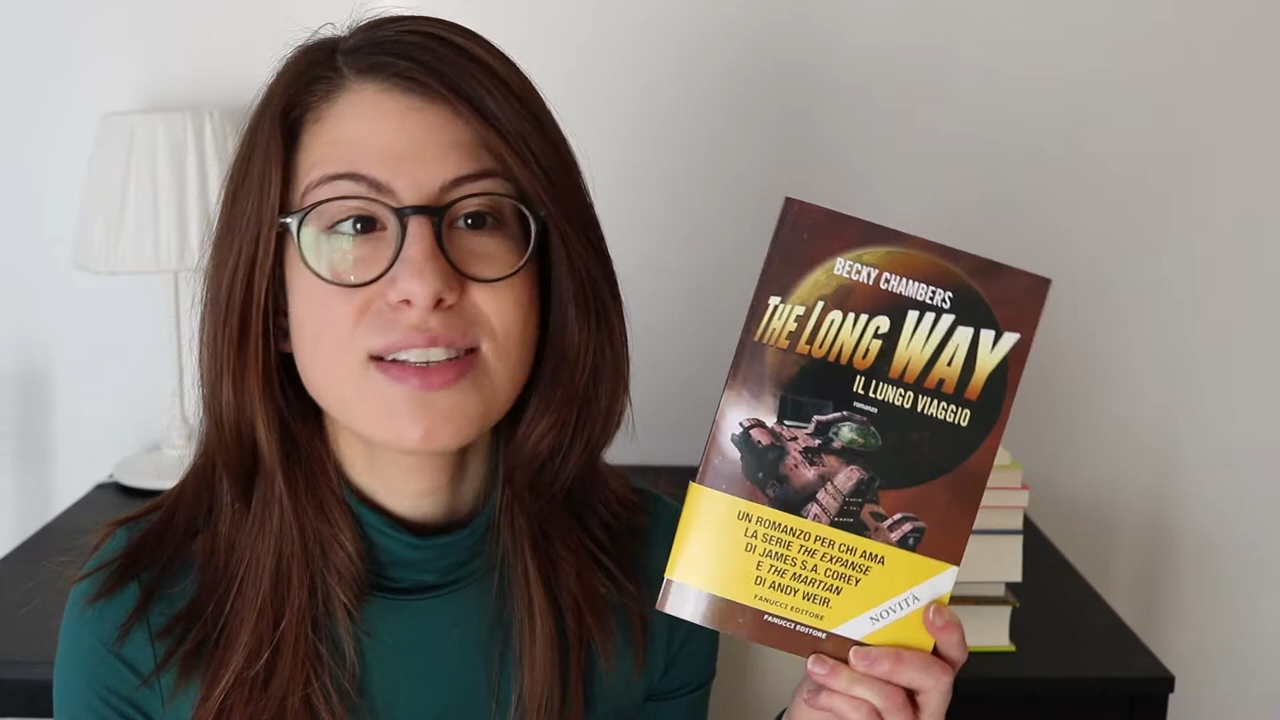 BECKY CHAMBERS
THE LONG WAY
IL LUNGO VIAGGIO
romanzo
UN ROMANZO PER CHI AMA
LA SERIE THE EXPANSE
DI JAMES S.A. COREY
E THE MARTIAN
DI ANDY WEIR.
FANUCCI EDITORE
NOVITÀ
FANUCCI EDITORE